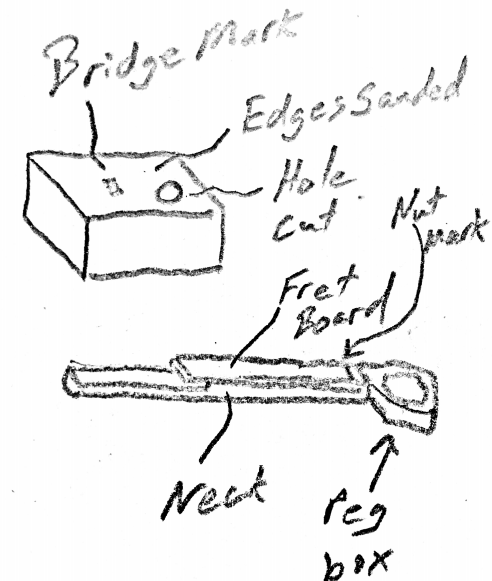 Bridge Mark
Edges Sanded
Hole
cut
Nut
Mark
Fret
Board
Neck
Peg
box